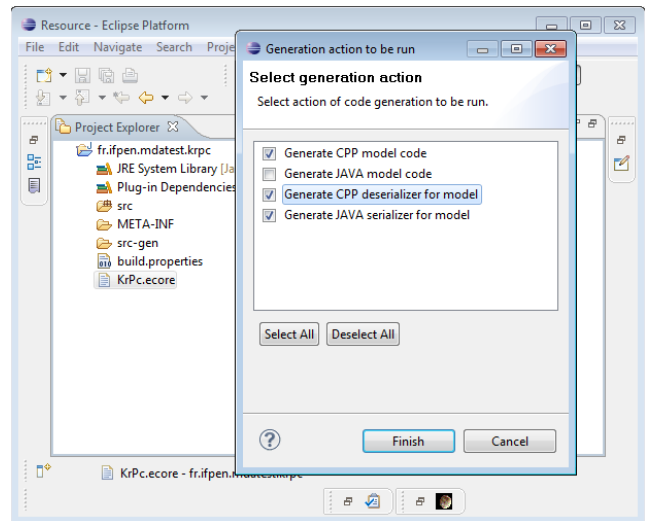 Resource - Eclipse Platform
File Edit Navigate Search Proje
Project Explorer
fr.ifpen.mdatest.krpc
JRE System Library [Ja
Plug-in Dependencies
src
META-INF
src-gen
build.properties
KrPc.ecore
KrPc.ecore - fr.ifpen.mdatest.krpc
Generation action to be run
Select generation action
Select action of code generation to be run.
Generate CPP model code
Generate JAVA model code
Generate CPP deserializer for model
Generate JAVA serializer for model
Select All Deselect All
? Finish Cancel